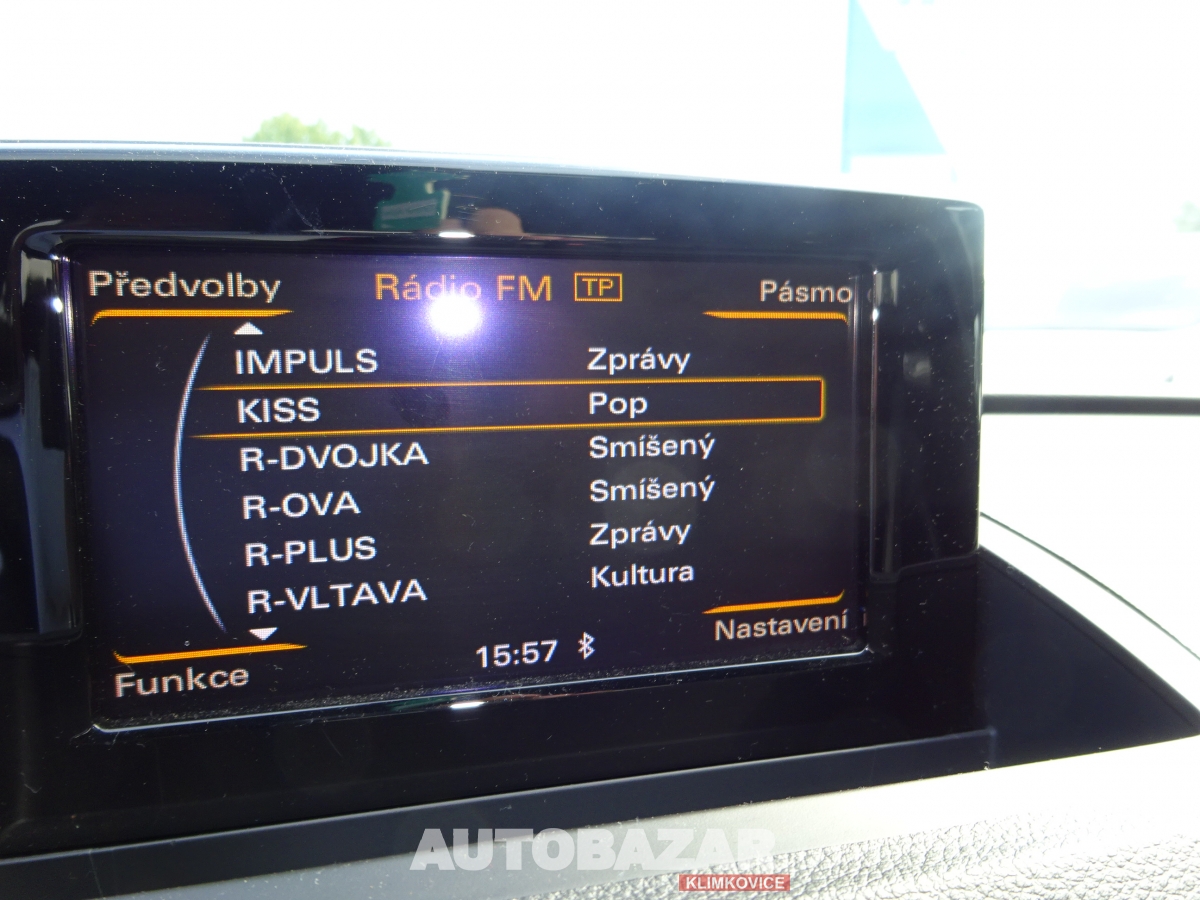 Předvolby Rádio FM TP Pásmo
IMPULS Zprávy
KISS Pop
R-DVOJKA Smíšený
R-OVA Smíšený
R-PLUS Zprávy
R-VLTAVA Kultura
Funkce 15:57 Nastavení
AUTOBAZAR
KLIMKOVICE